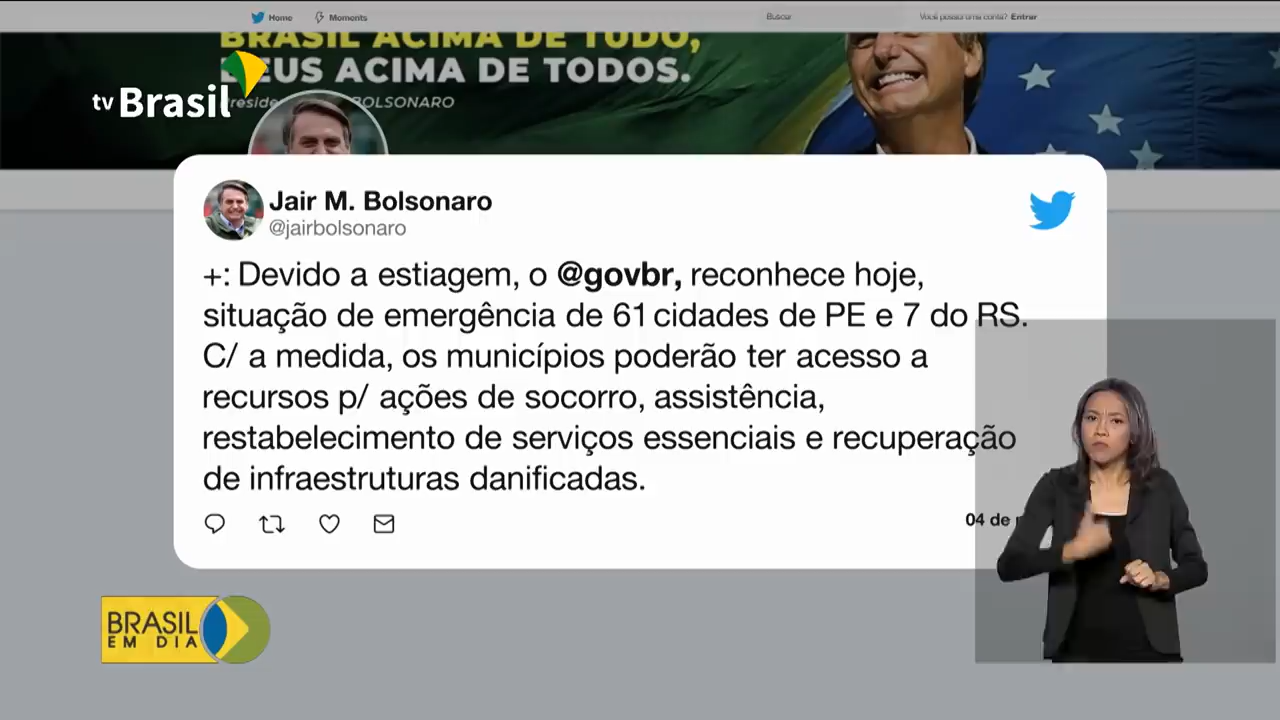 Home
Moments
Buscar
Você possui uma conta? Entrar
BRASIL ACIMA DE TUDO,
DEUS ACIMA DE TODOS.
BOLSONARO
tv Brasil
Jair M. Bolsonaro
@jairbolsonaro
+: Devido a estiagem, o @govbr, reconhece hoje,
situação de emergência de 61 cidades de PE e 7 do RS.
C/ a medida, os municípios poderão ter acesso a
recursos p/ ações de socorro, assistência,
restabelecimento de serviços essenciais e recuperação
de infraestruturas danificadas.
04 de
BRASIL
EM DIA